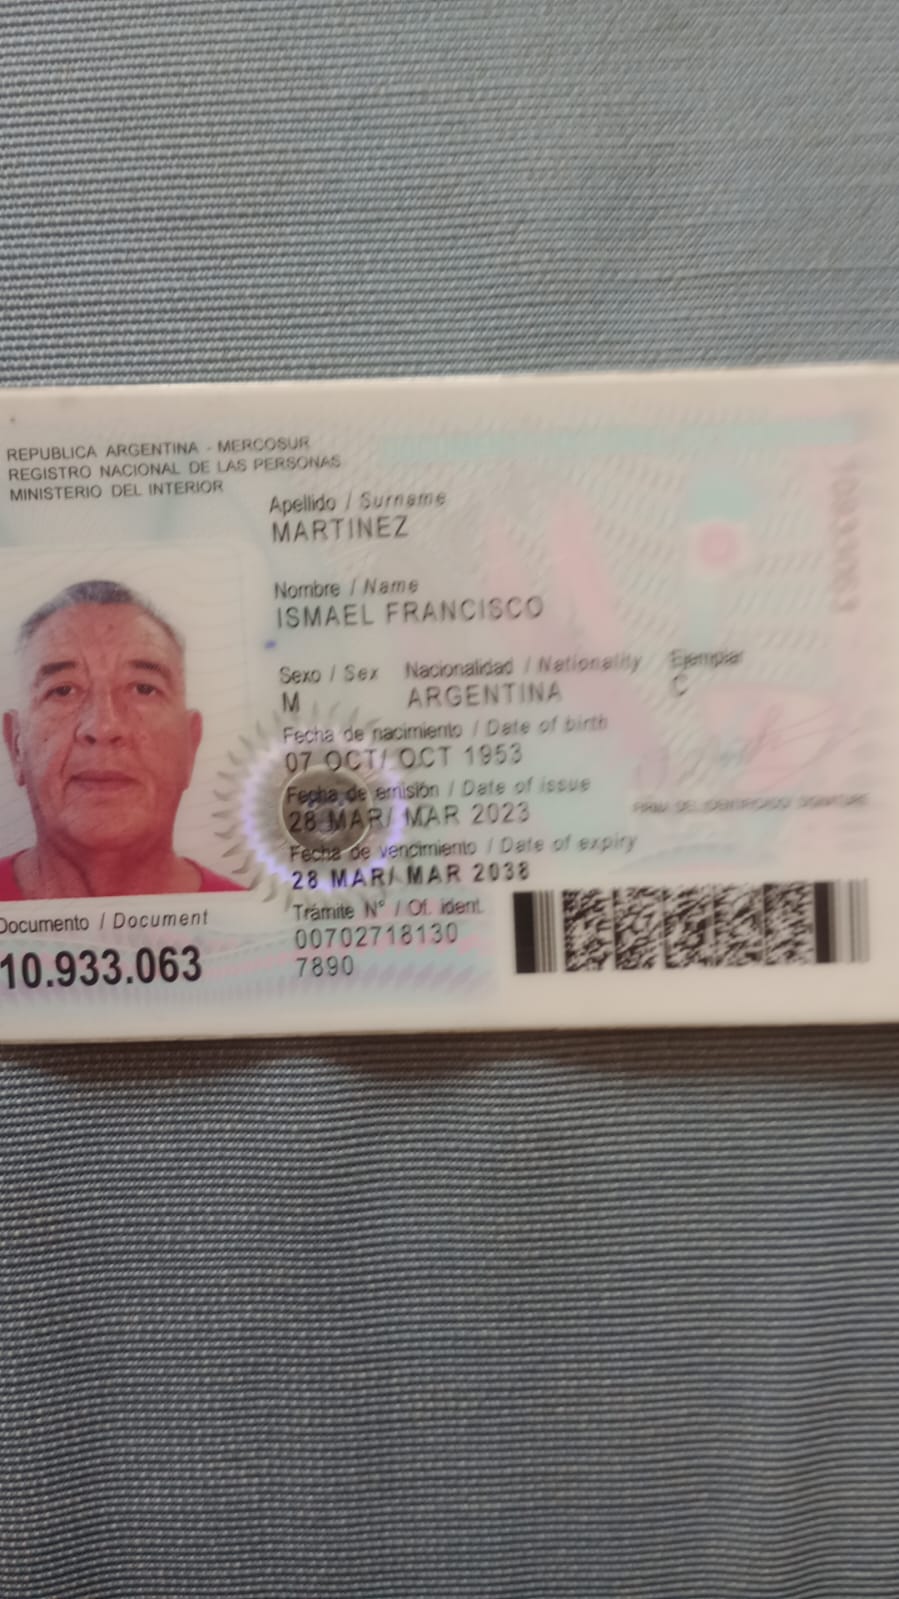 REPUBLICA ARGENTINA - MERCOSUR
REGISTRO NACIONAL DE LAS PERSONAS
MINISTERIO DEL INTERIOR
Apellido / Surname
MARTINEZ
Nombre / Name
ISMAEL FRANCISCO
Sexo / Sex Nacionalidad / Nationality Ejemplar
M ARGENTINA C
Fecha de nacimiento / Date of birth
07 OCT/ OCT 1953
Fecha de emisión / Date of issue
28 MAR/ MAR 2023
FIRMA DEL IDENTIFICADO/ SIGNATURE
Fecha de vencimiento / Date of expiry
28 MAR/ MAR 2038
Documento / Document
10.933.063
Trámite N° / Of. ident.
00702718130
7890